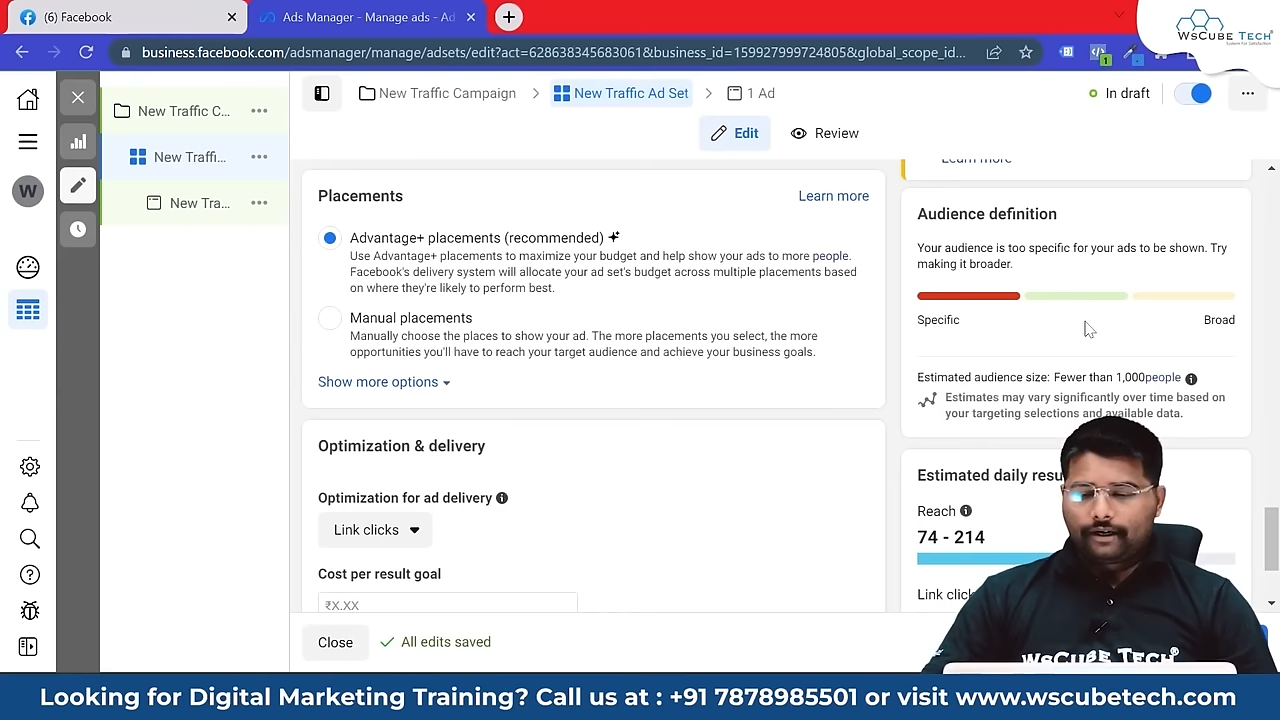 (6) Facebook
Ads Manager - Manage ads - Ad
WsCube Tech
business.facebook.com/adsmanager/manage/adsets/edit?act=628638345683061&business_id=1599279997248051&global_scope_id...
New Traffic C...
New Traffi...
New Tra...
W
New Traffic Campaign
New Traffic Ad Set
1 Ad
In draft
Edit
Review
Placements
Learn more
Advantage+ placements (recommended)
Use Advantage+ placements to maximize your budget and help show your ads to more people.
Facebook's delivery system will allocate your ad set's budget across multiple placements based
on where they're likely to perform best.
Manual placements
Manually choose the places to show your ad. The more placements you select, the more
opportunities you'll have to reach your target audience and achieve your business goals.
Show more options
Optimization & delivery
Optimization for ad delivery
Link clicks
Cost per result goal
₹X.XX
Close
All edits saved
Learn more
Audience definition
Your audience is too specific for your ads to be shown. Try
making it broader.
Specific
Broad
Estimated audience size: Fewer than 1,000people
Estimates may vary significantly over time based on
your targeting selections and available data.
Estimated daily resu
Reach
74 - 214
Link click
WsCube Tech
Looking for Digital Marketing Training? Call us at : +91 7878985501 or visit www.wscubetech.com